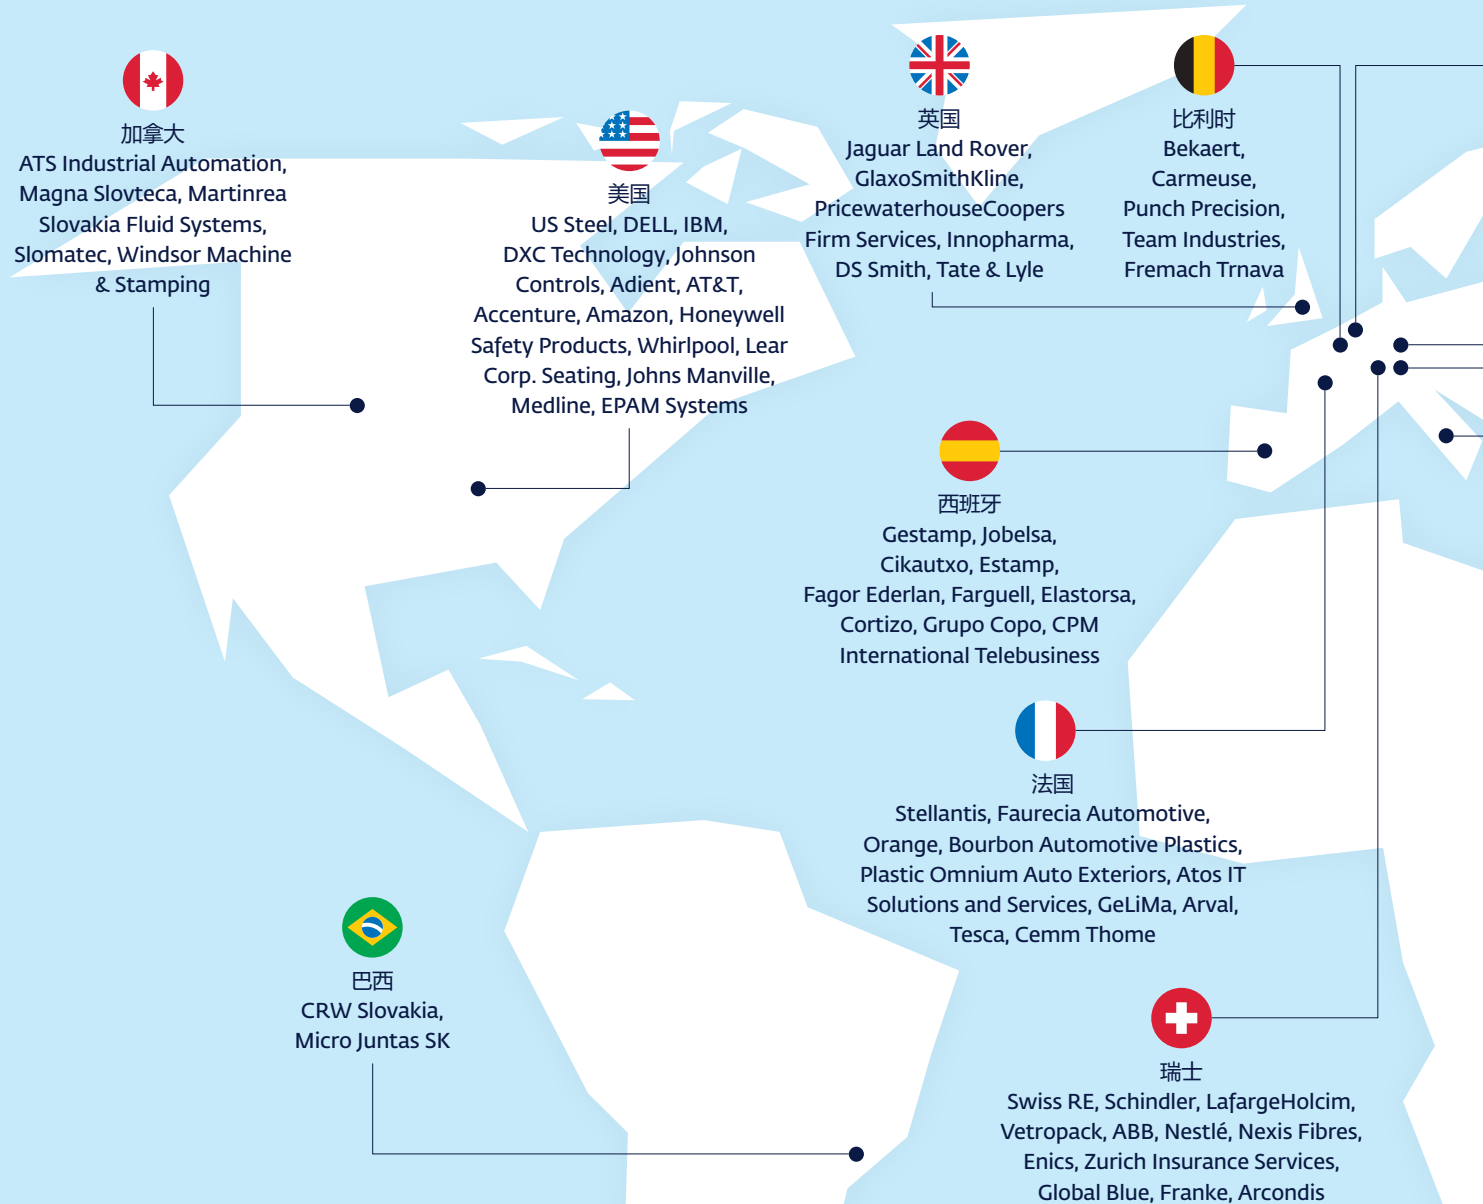 加拿大
ATS Industrial Automation,
Magna Slovteca, Martinrea
Slovakia Fluid Systems,
Slomatec, Windsor Machine
& Stamping
美国
US Steel, DELL, IBM,
DXC Technology, Johnson
Controls, Adient, AT&T,
Accenture, Amazon, Honeywell
Safety Products, Whirlpool, Lear
Corp. Seating, Johns Manville,
Medline, EPAM Systems
英国
Jaguar Land Rover,
GlaxoSmithKline,
PricewaterhouseCoopers
Firm Services, Innopharma,
DS Smith, Tate & Lyle
比利时
Bekaert,
Carmeuse,
Punch Precision,
Team Industries,
Fremach Trnava
西班牙
Gestamp, Jobelsa,
Cikautxo, Estamp,
Fagor Ederlan, Farguell, Elastorsa,
Cortizo, Grupo Copo, CPM
International Telebusiness
法国
Stellantis, Faurecia Automotive,
Orange, Bourbon Automotive Plastics,
Plastic Omnium Auto Exteriors, Atos IT
Solutions and Services, GeLiMa, Arval,
Tesca, Cemm Thome
巴西
CRW Slovakia,
Micro Juntas SK
瑞士
Swiss RE, Schindler, LafargeHolcim,
Vetropack, ABB, Nestlé, Nexis Fibres,
Enics, Zurich Insurance Services,
Global Blue, Franke, Arcondis